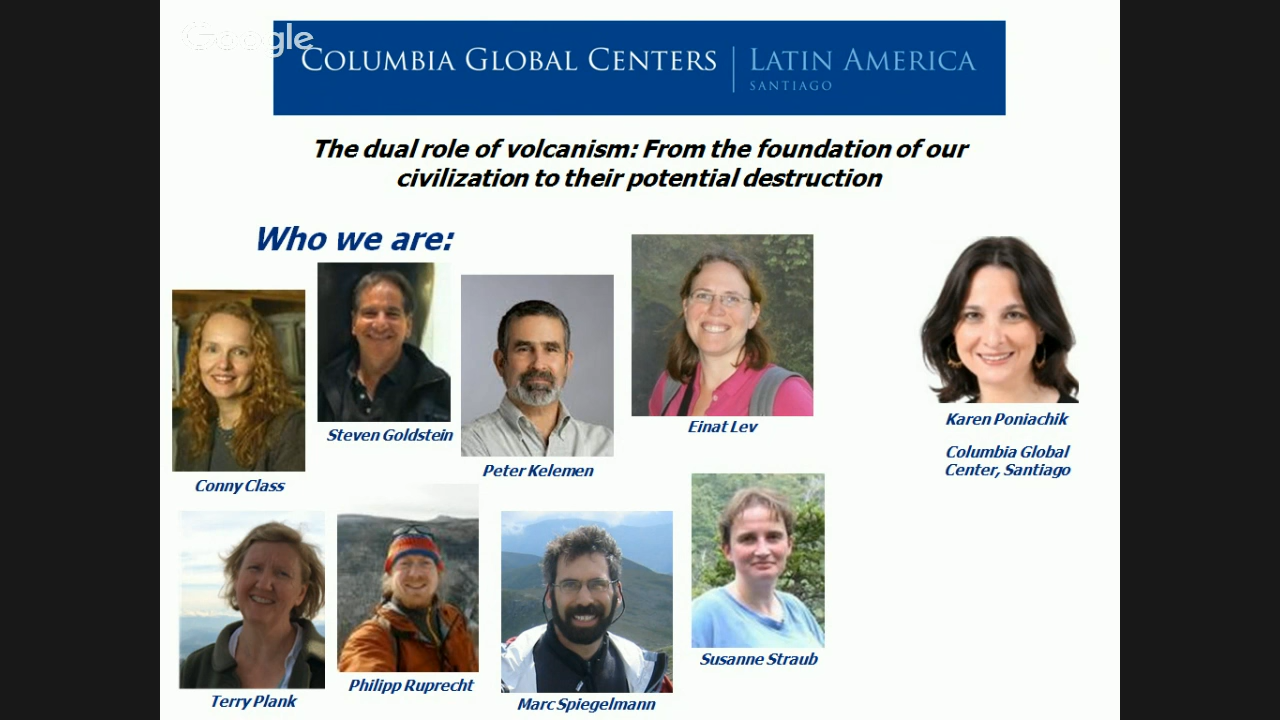 Google
COLUMBIA GLOBAL CENTERS | LATIN AMERICA
SANTIAGO
The dual role of volcanism: From the foundation of our
civilization to their potential destruction
Who we are:
Conny Class
Steven Goldstein
Peter Kelemen
Einat Lev
Karen Poniachik
Columbia Global
Center, Santiago
Terry Plank
Philipp Ruprecht
Marc Spiegelmann
Susanne Straub